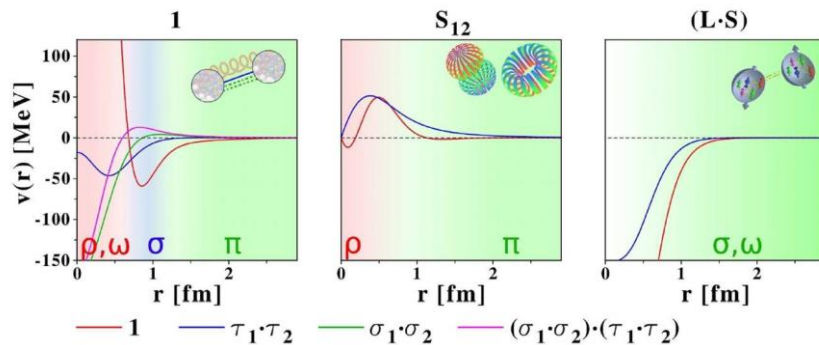 1 S₁₂ (L·S)
v(r) [MeV]
100
50
0
-50
-100
-150
ρ,ω σ π
ρ π
σ,ω
0 1 2
0 1 2
0 1 2
r [fm] r [fm] r [fm]
1 τ₁·τ₂ σ₁·σ₂ (σ₁·σ₂)·(τ₁·τ₂)